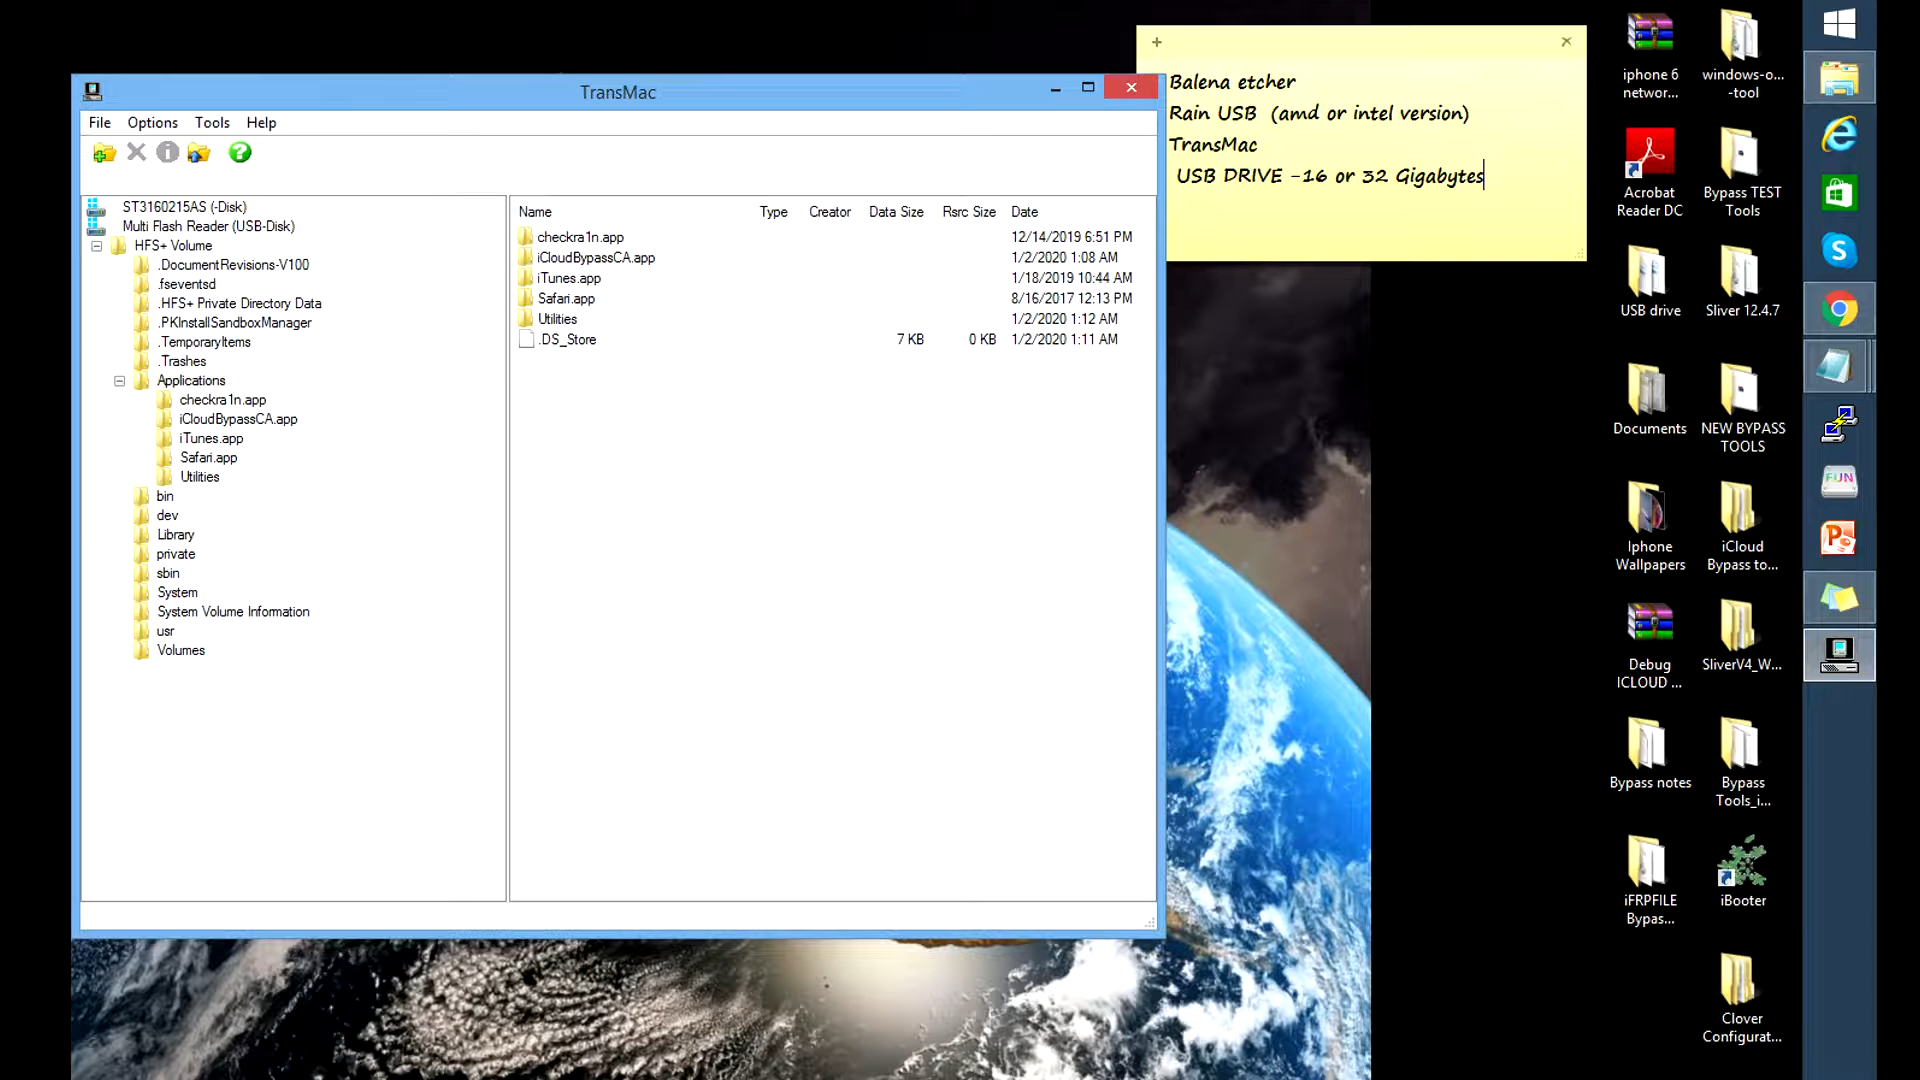 TransMac
File Options Tools Help
ST3160215AS (-Disk)
Multi Flash Reader (USB-Disk)
HFS+ Volume
.DocumentRevisions-V100
.fseventsd
.HFS+ Private Directory Data
.PKInstallSandboxManager
.TemporaryItems
.Trashes
Applications
checkra1n.app
iCloudBypassCA.app
iTunes.app
Safari.app
Utilities
bin
dev
Library
private
sbin
System
System Volume Information
usr
Volumes
Name Type Creator Data Size Rsrc Size Date
checkra1n.app 12/14/2019 6:51 PM
iCloudBypassCA.app 1/2/2020 1:08 AM
iTunes.app 1/18/2019 10:44 AM
Safari.app 8/16/2017 12:13 PM
Utilities 1/2/2020 1:12 AM
.DS_Store 7 KB 0 KB 1/2/2020 1:11 AM
Balena etcher
Rain USB (amd or intel version)
TransMac
USB DRIVE -16 or 32 Gigabytes
iphone 6
networ...
windows-o...
-tool
Acrobat
Reader DC
Bypass TEST
Tools
USB drive
Sliver 12.4.7
Documents
NEW BYPASS
TOOLS
Iphone
Wallpapers
iCloud
Bypass to...
Debug
ICLOUD ...
SliverV4_W...
Bypass notes
Bypass
Tools_i...
iFRPFILE
Bypas...
iBooter
Clover
Configurat...
FUN